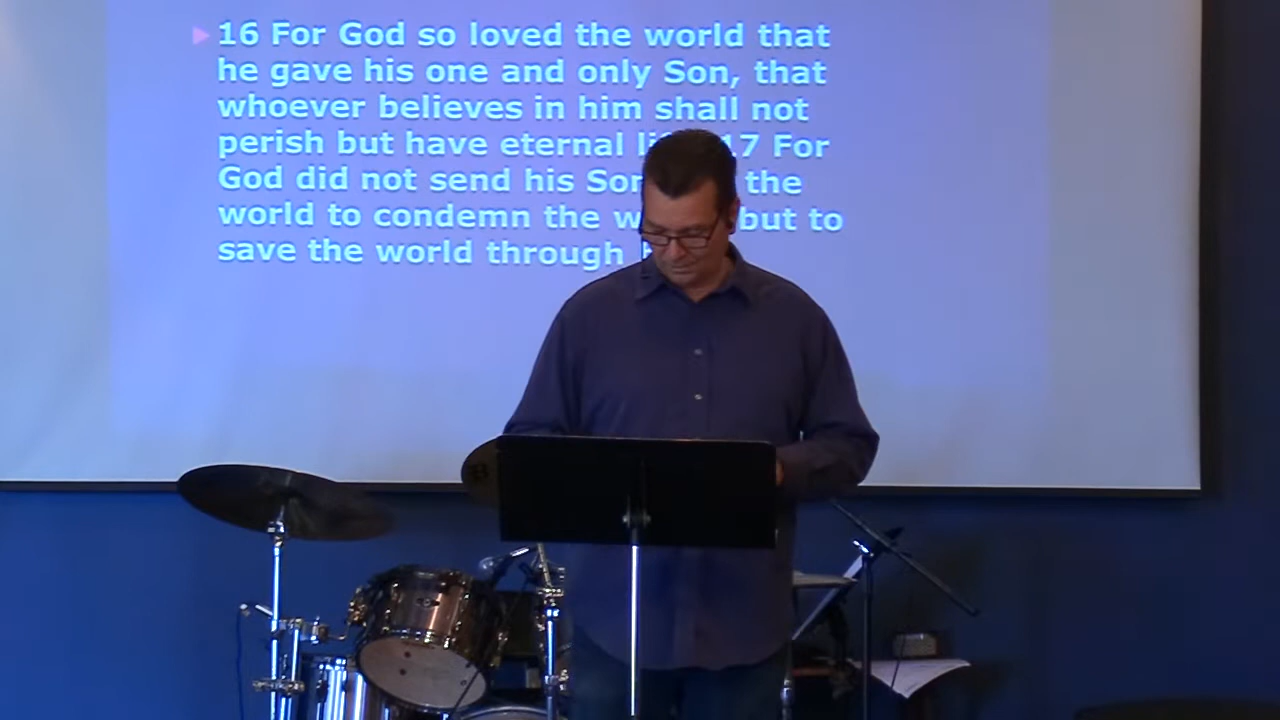 16 For God so loved the world that
he gave his one and only Son, that
whoever believes in him shall not
perish but have eternal 17 For
God did not send his Son the
world to condemn the but to
save the world through